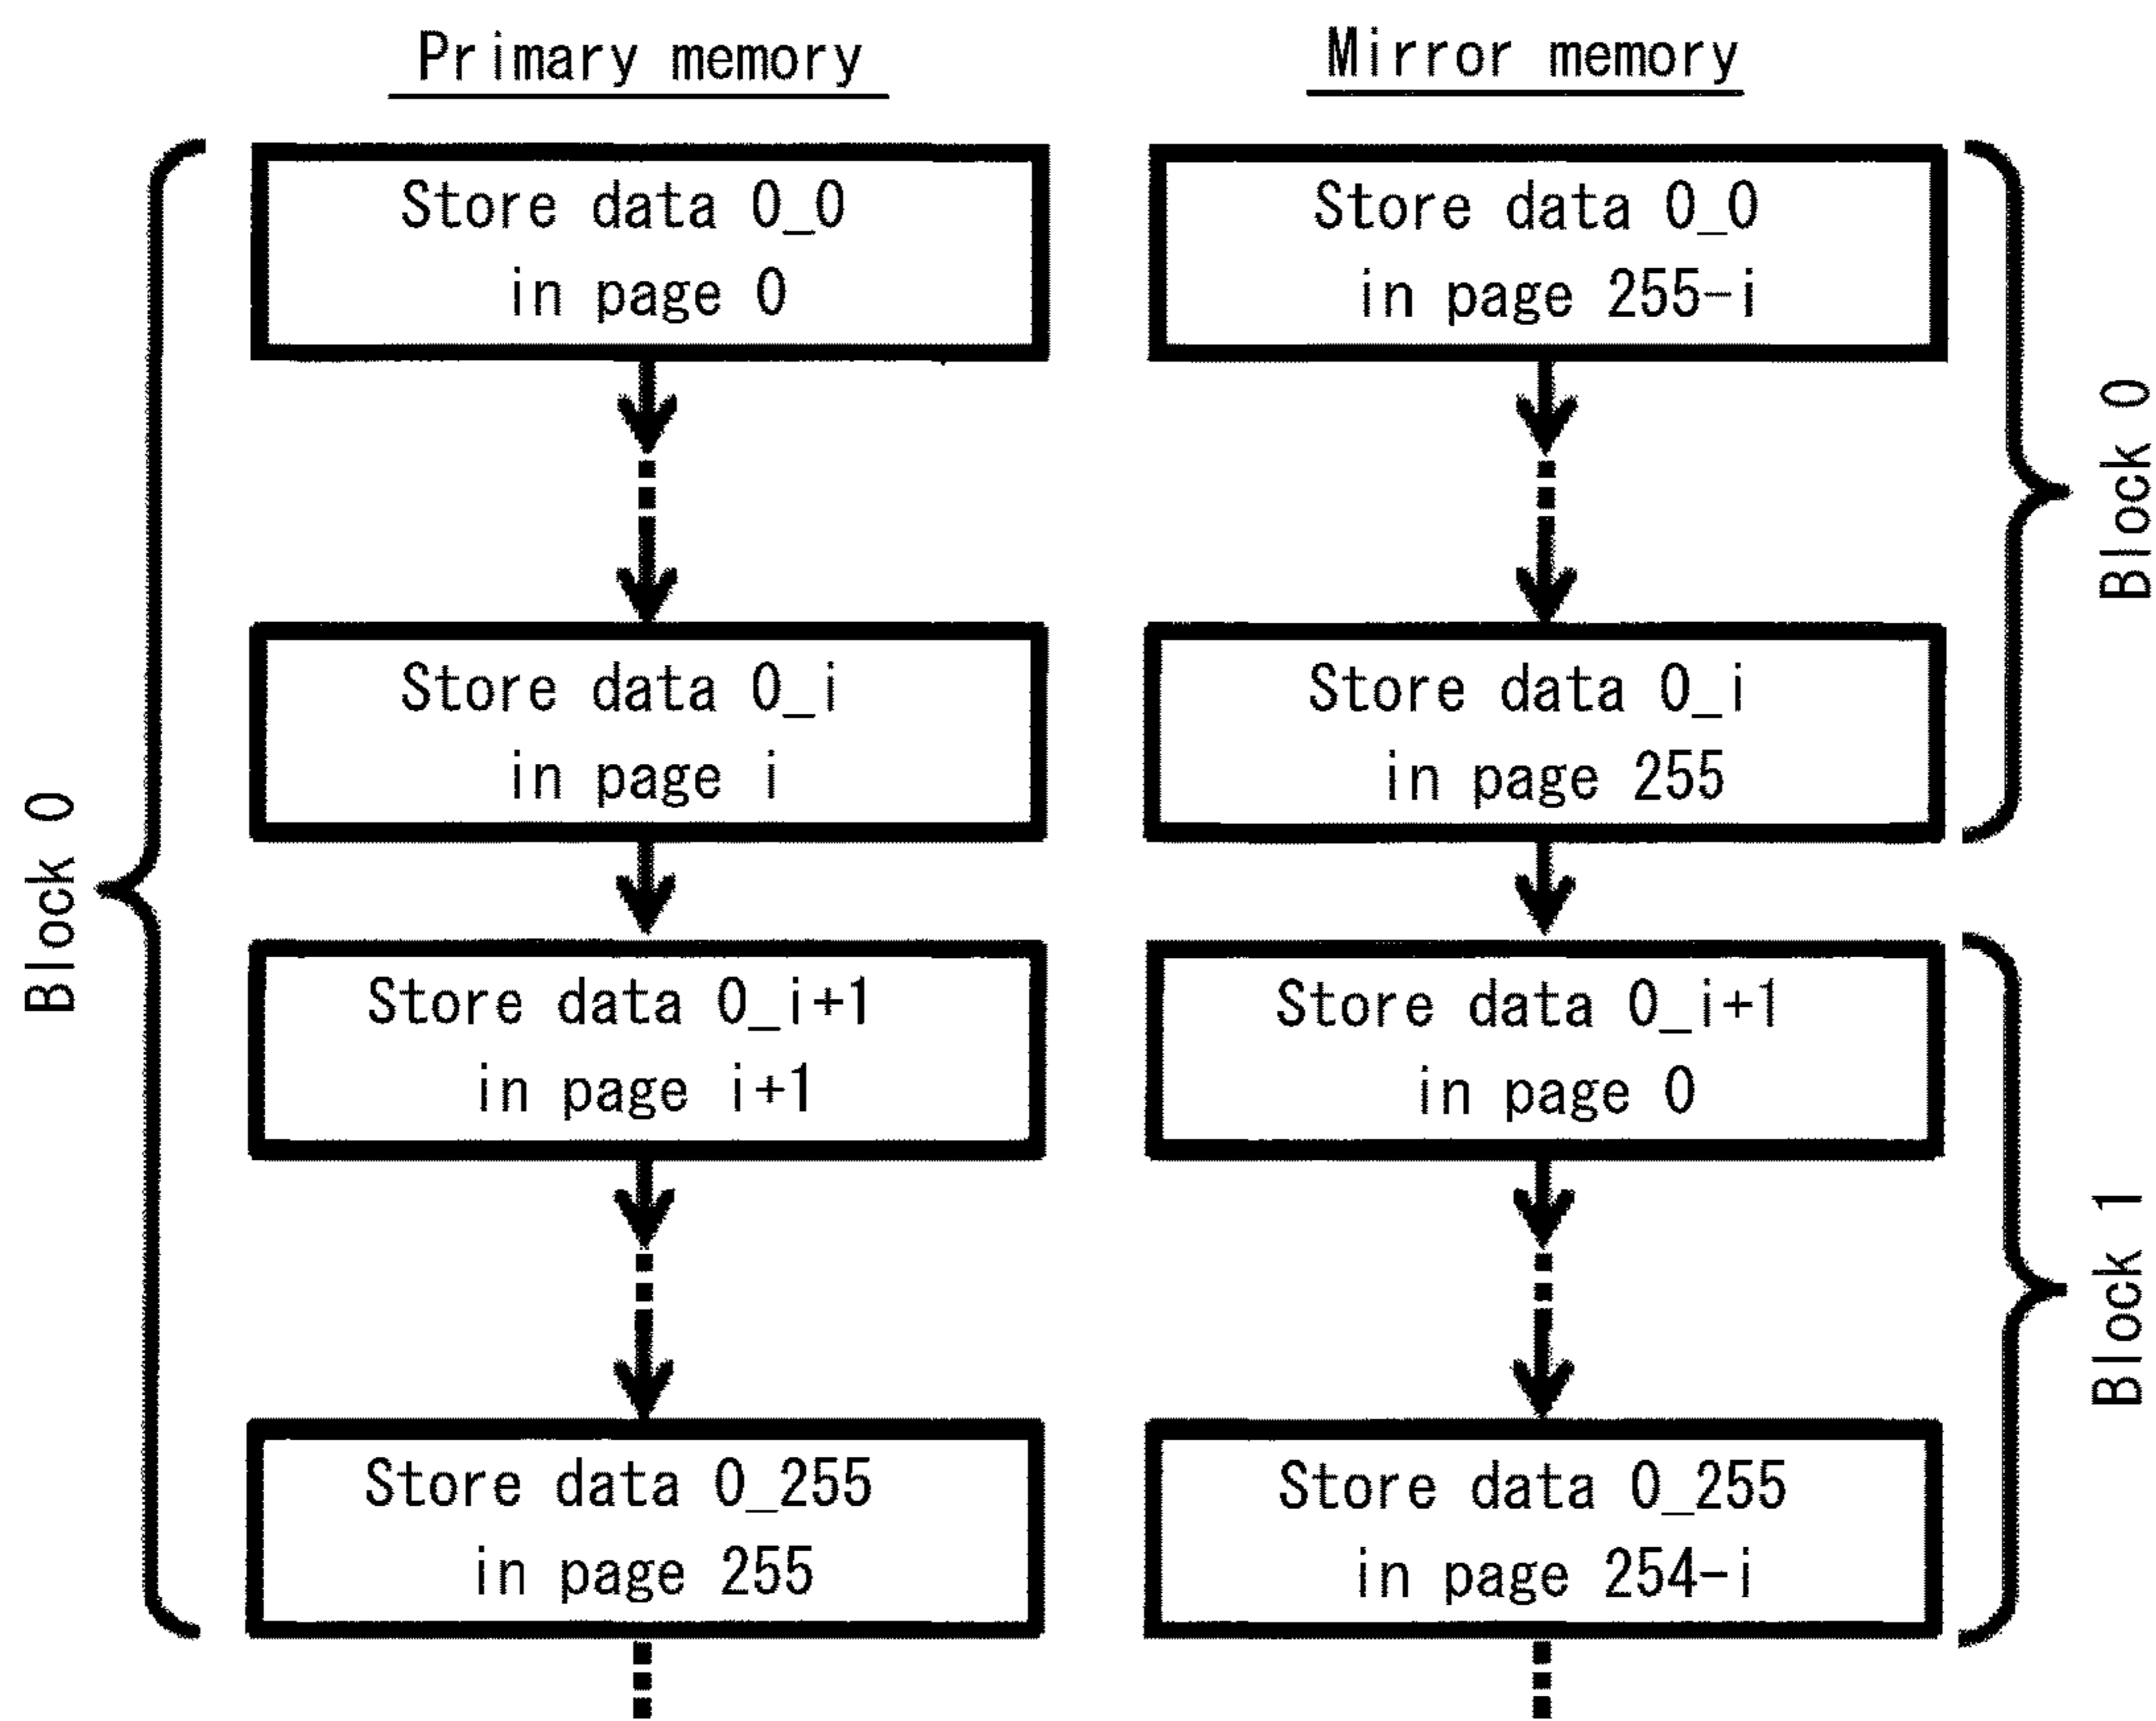 Primary memory
Mirror memory
Store data 0_0
in page 0
Store data 0_0
in page 255-i
Block 0
Store data 0_i
in page i
Store data 0_i
in page 255
Block 0
Store data 0_i+1
in page i+1
Store data 0_i+1
in page 0
Block 1
Store data 0_255
in page 255
Store data 0_255
in page 254-i